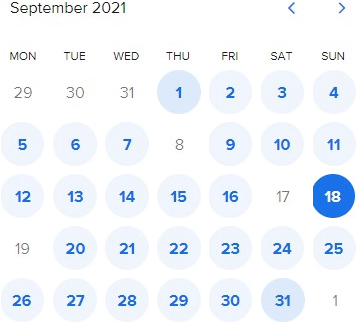 September 2021
MON TUE WED THU FRI SAT SUN
29 30 31 1 2 3 4
5 6 7 8 9 10 11
12 13 14 15 16 17 18
19 20 21 22 23 24 25
26 27 28 29 30 31 1